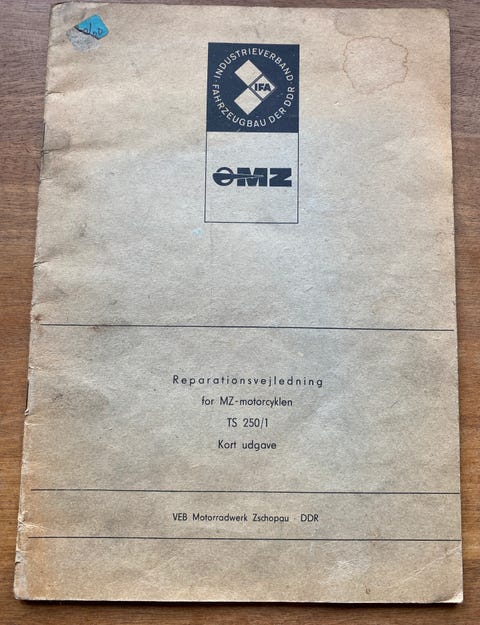 INDUSTRIEVERBAND
FAHRZEUGBAU DER DDR
IFA
MZ
Reparationsvejledning
for MZ-motorcyklen
TS 250/1
Kort udgave
VEB Motorradwerk Zschopau · DDR